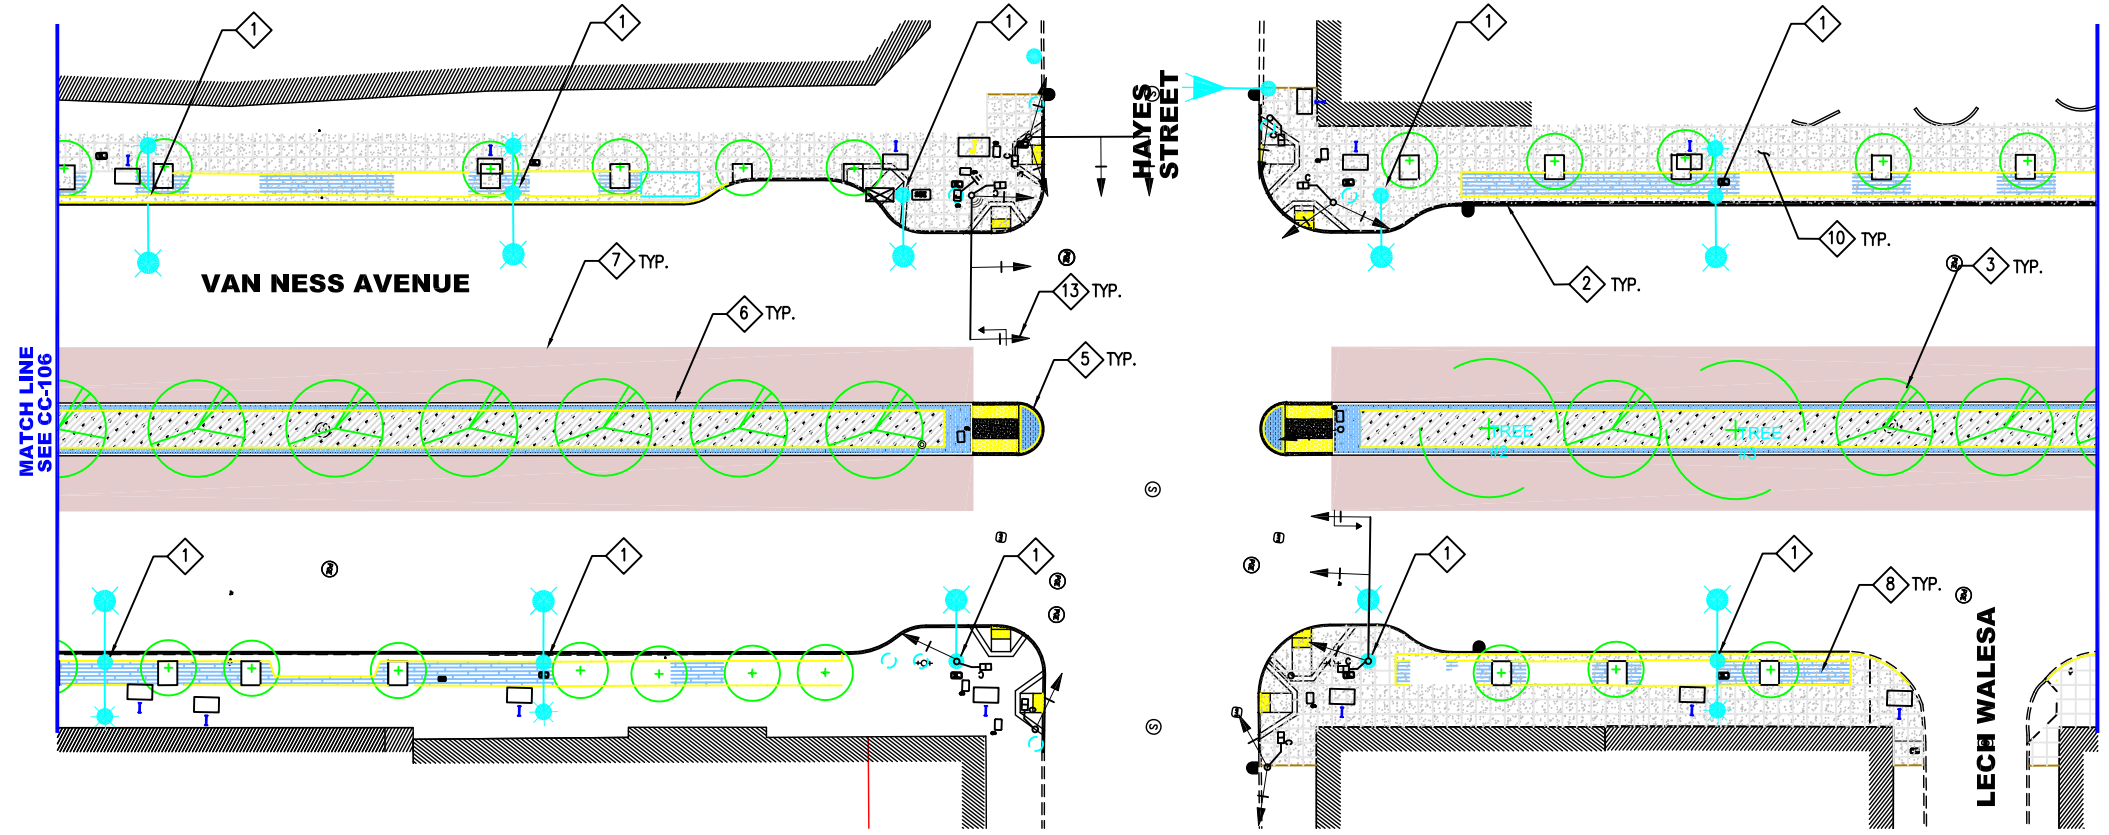 1
1
1
1
1
HAYES
STREET
10 TYP.
VAN NESS AVENUE
7 TYP.
13 TYP.
2 TYP.
3 TYP.
6 TYP.
5 TYP.
MATCH LINE
SEE CC-106
TREE
#2
TREE
#3
S
S
S
1
1
1
1
1
8 TYP.
LECH WALESA